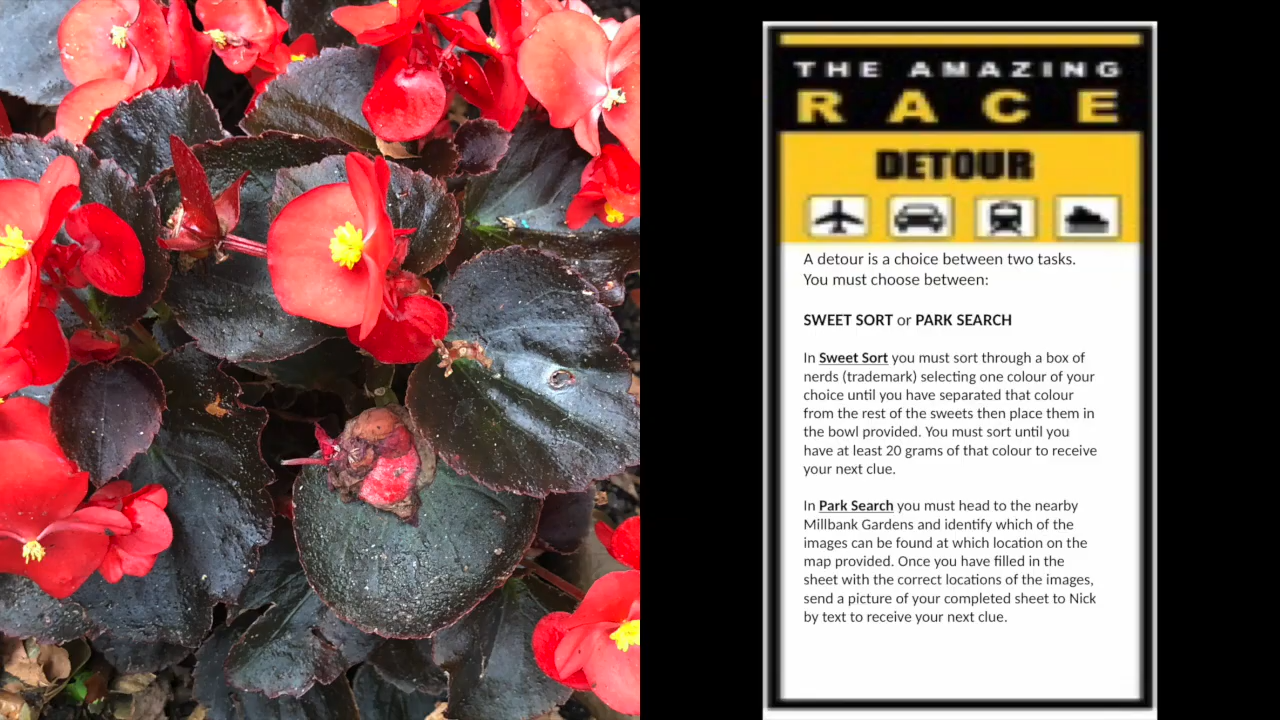 THE AMAZING
RACE
DETOUR
A detour is a choice between two tasks.
You must choose between:
SWEET SORT or PARK SEARCH
In Sweet Sort you must sort through a box of
nerds (trademark) selecting one colour of your
choice until you have separated that colour
from the rest of the sweets then place them in
the bowl provided. You must sort until you
have at least 20 grams of that colour to receive
your next clue.
In Park Search you must head to the nearby
Millbank Gardens and identify which of the
images can be found at which location on the
map provided. Once you have filled in the
sheet with the correct locations of the images,
send a picture of your completed sheet to Nick
by text to receive your next clue.